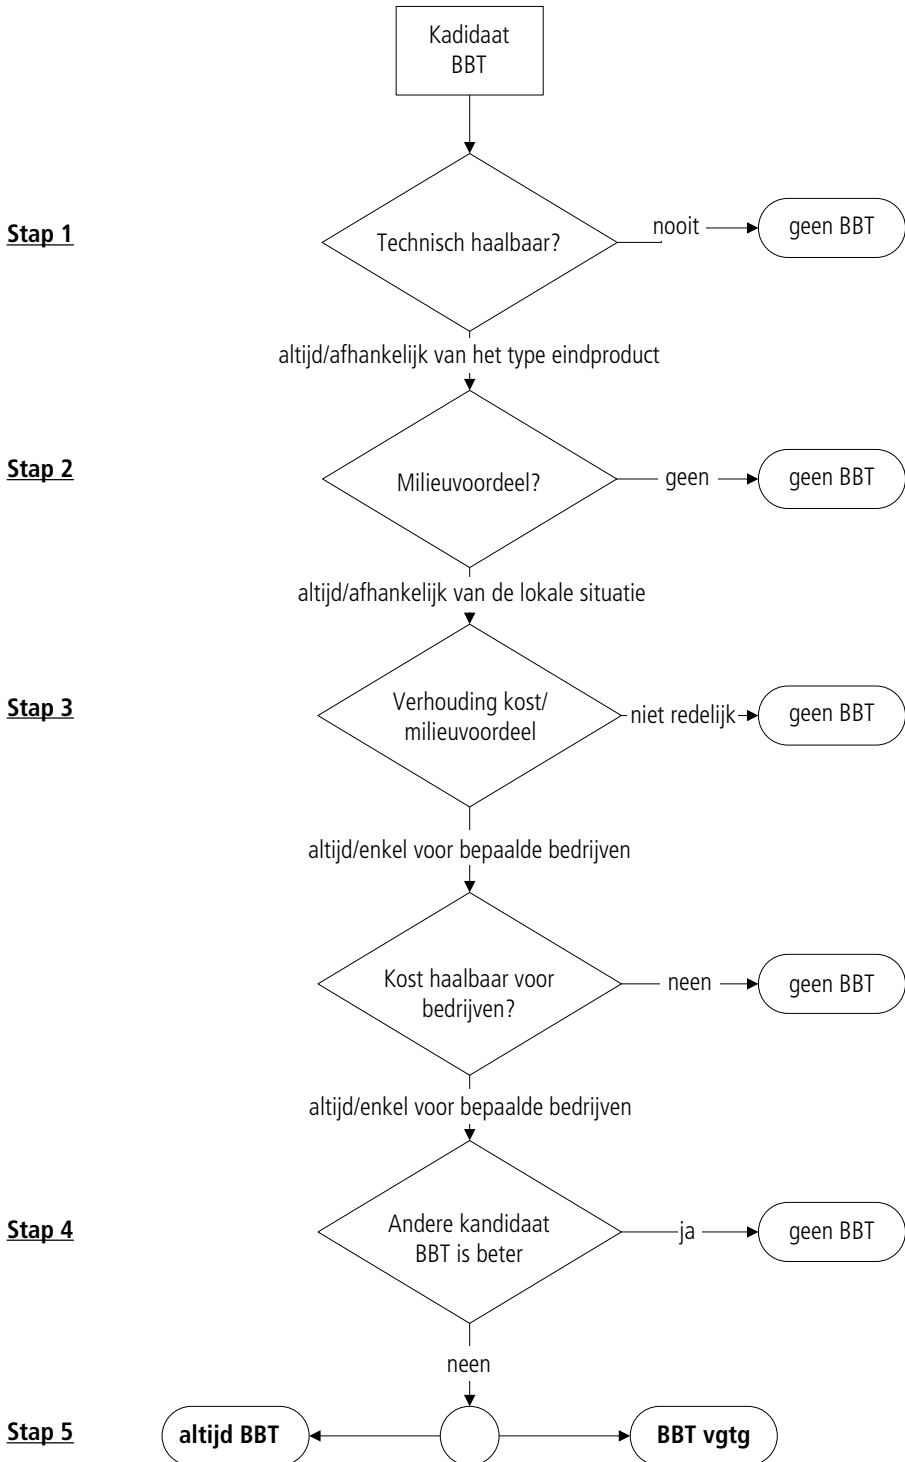 Kadidaat
BBT
Stap 1
Technisch haalbaar?
nooit
geen BBT
altijd/afhankelijk van het type eindproduct
Stap 2
Milieuvoordeel?
geen
geen BBT
altijd/afhankelijk van de lokale situatie
Stap 3
Verhouding kost/
milieuvoordeel
niet redelijk
geen BBT
altijd/enkel voor bepaalde bedrijven
Kost haalbaar voor
bedrijven?
neen
geen BBT
altijd/enkel voor bepaalde bedrijven
Stap 4
Andere kandidaat
BBT is beter
ja
geen BBT
neen
Stap 5
altijd BBT
BBT vgtg